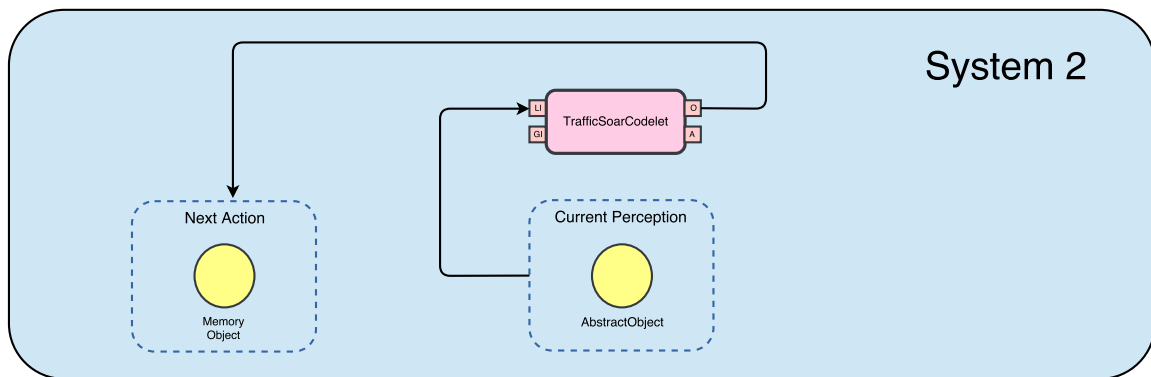 System 2
LI
TrafficSoarCodelet
O
GI
A
Next Action
Memory
Object
Current Perception
AbstractObject